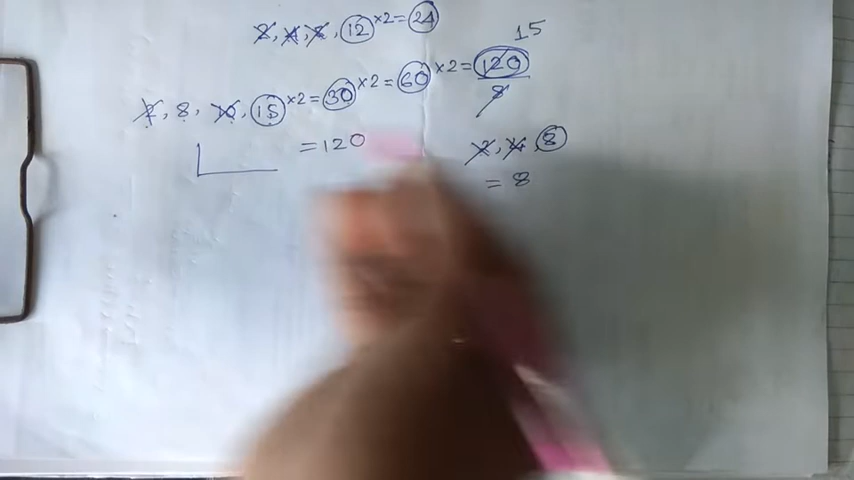 2, 4, 8, 12 ×2 = 24
15
2, 8, 10, 15 ×2 = 30 ×2 = 60 ×2 = 120
8
= 120
2, 4, 8
= 8